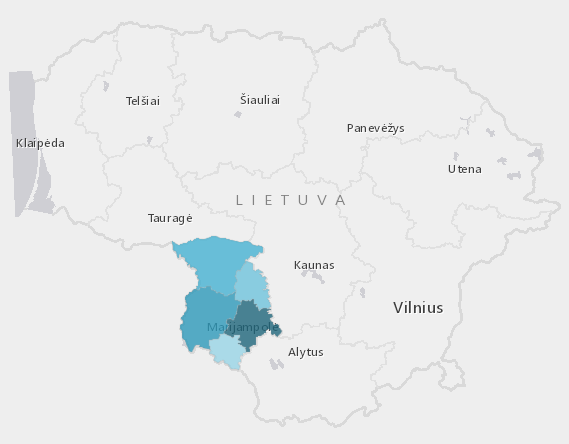 Telšiai
Šiauliai
Panevėžys
Klaipėda
Utena
LIETUVA
Tauragė
Kaunas
Vilnius
Marijampolė
Alytus